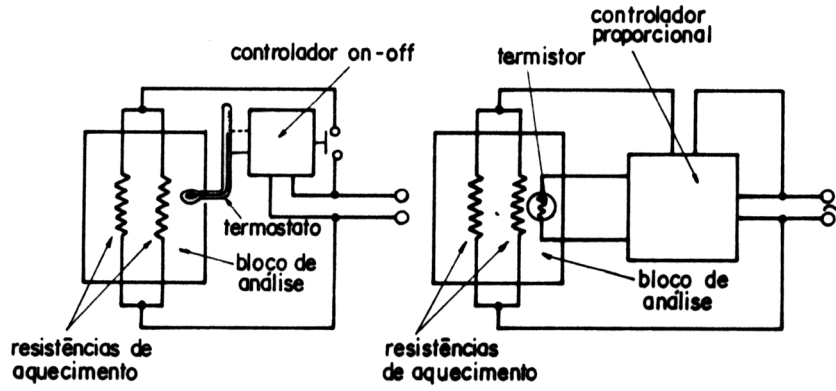 controlador on-off
termostato
bloco de
análise
resistências de
aquecimento
controlador
proporcional
termistor
bloco de
análise
resistências
de aquecimento